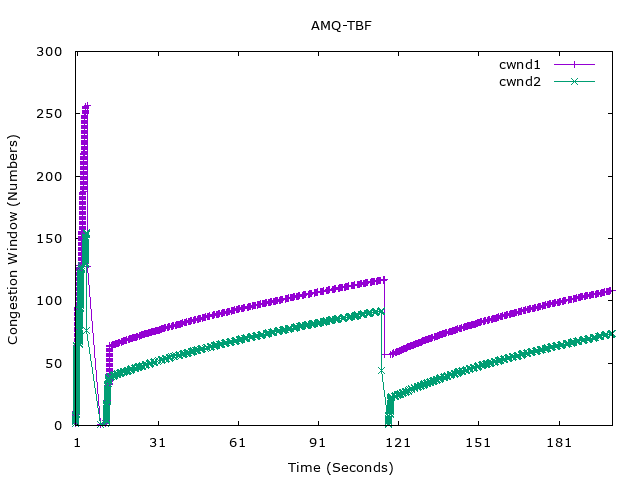 AMQ-TBF
cwnd1
cwnd2
Congestion Window (Numbers)
300
250
200
150
100
50
0
1 31 61 91 121 151 181
Time (Seconds)